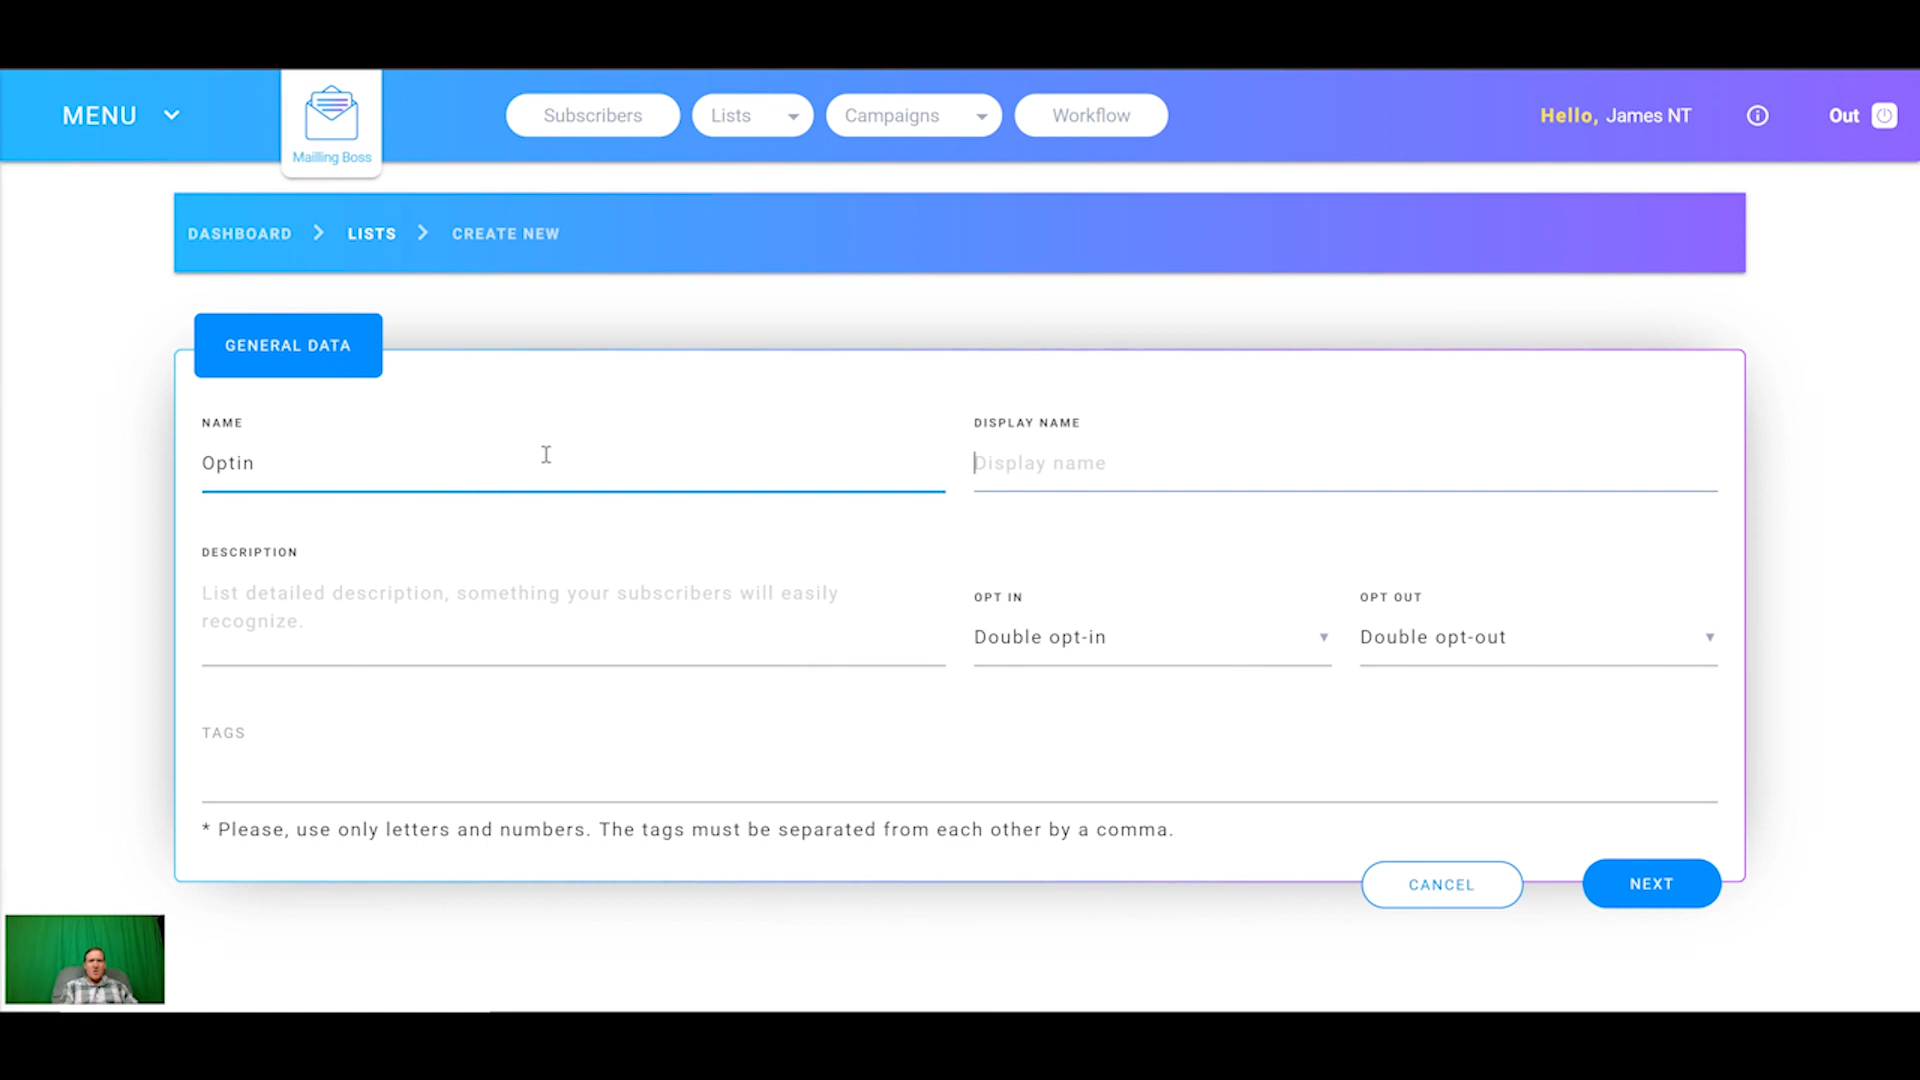 MENU
Mailling Boss
Subscribers
Lists
Campaigns
Workflow
Hello, James NT
Out
DASHBOARD
LISTS
CREATE NEW
GENERAL DATA
NAME
DISPLAY NAME
Optin
Display name
DESCRIPTION
List detailed description, something your subscribers will easily
recognize.
OPT IN
OPT OUT
Double opt-in
Double opt-out
TAGS
* Please, use only letters and numbers. The tags must be separated from each other by a comma.
CANCEL
NEXT